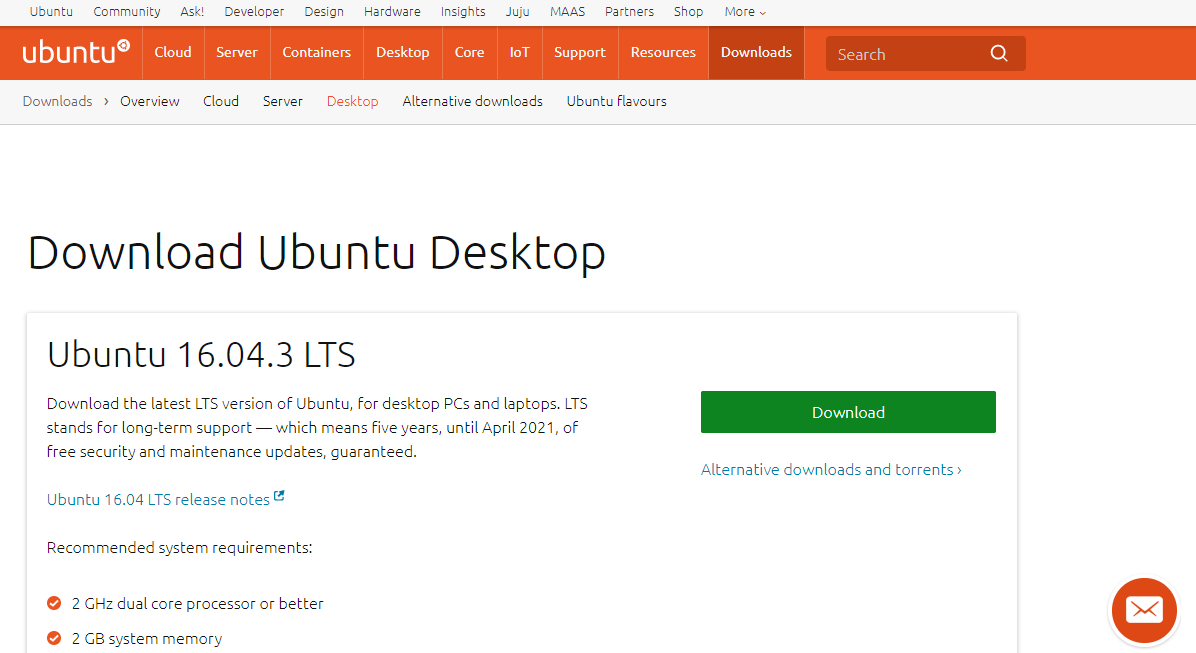 Ubuntu Community Ask! Developer Design Hardware Insights Juju MAAS Partners Shop More
ubuntu Cloud Server Containers Desktop Core IoT Support Resources Downloads Search
Downloads › Overview Cloud Server Desktop Alternative downloads Ubuntu flavours
Download Ubuntu Desktop
Ubuntu 16.04.3 LTS
Download the latest LTS version of Ubuntu, for desktop PCs and laptops. LTS
stands for long-term support — which means five years, until April 2021, of
free security and maintenance updates, guaranteed.
Download
Alternative downloads and torrents ›
Ubuntu 16.04 LTS release notes
Recommended system requirements:
2 GHz dual core processor or better
2 GB system memory